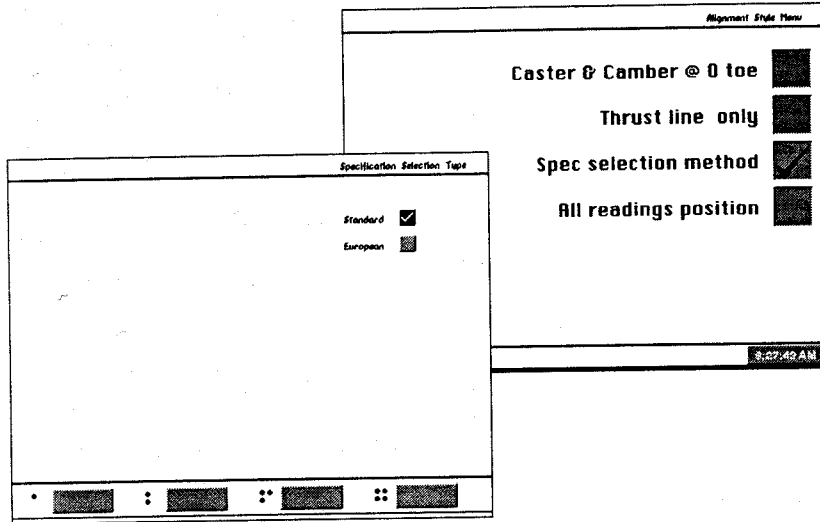 Alignment Style Menu
Caster & Camber @ 0 toe
Thrust line only
Spec selection method
All readings position
8:27:49 AM
Specification Selection Type
Standard
European